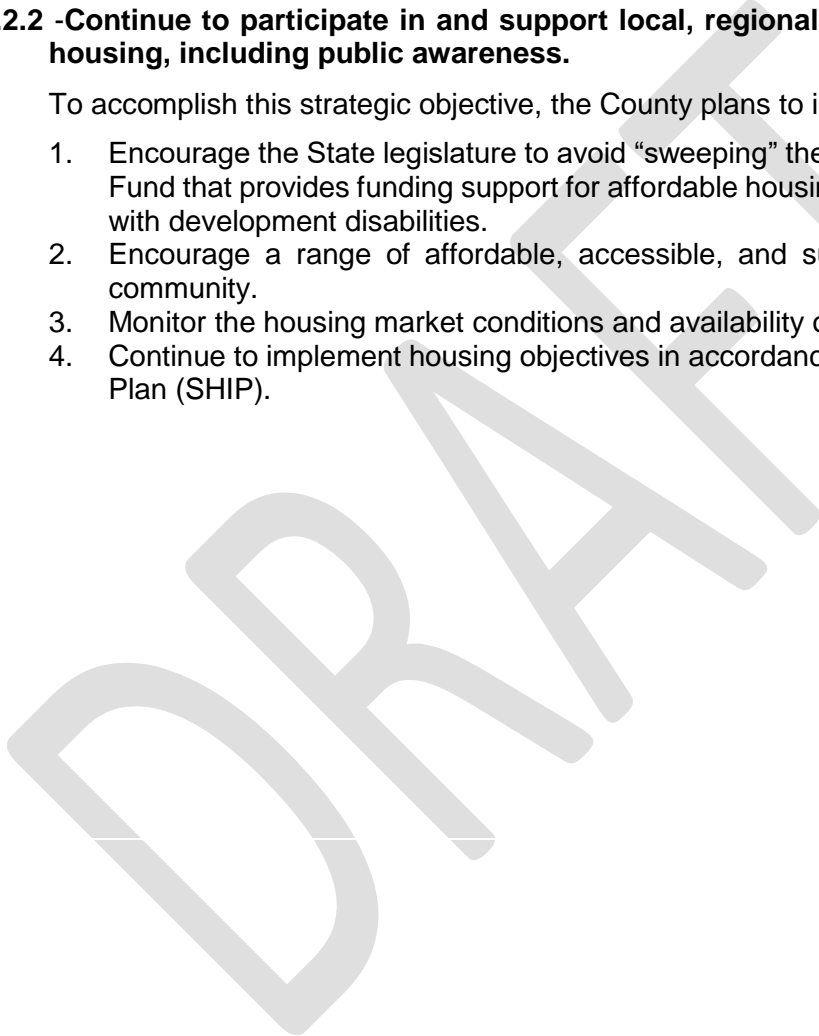 .2.2 -Continue to participate in and support local, regional
housing, including public awareness.
To accomplish this strategic objective, the County plans to i
1. Encourage the State legislature to avoid “sweeping” the
Fund that provides funding support for affordable housin
with development disabilities.
2. Encourage a range of affordable, accessible, and su
community.
3. Monitor the housing market conditions and availability o
4. Continue to implement housing objectives in accordanc
Plan (SHIP).
DRAFT